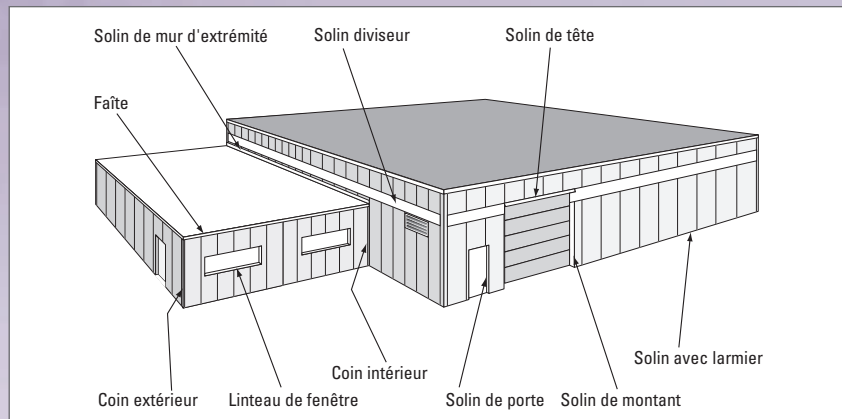 Solin de mur d'extrémité
Solin diviseur
Solin de tête
Faîte
Solin avec larmier
Coin intérieur
Coin extérieur
Linteau de fenêtre
Solin de porte
Solin de montant